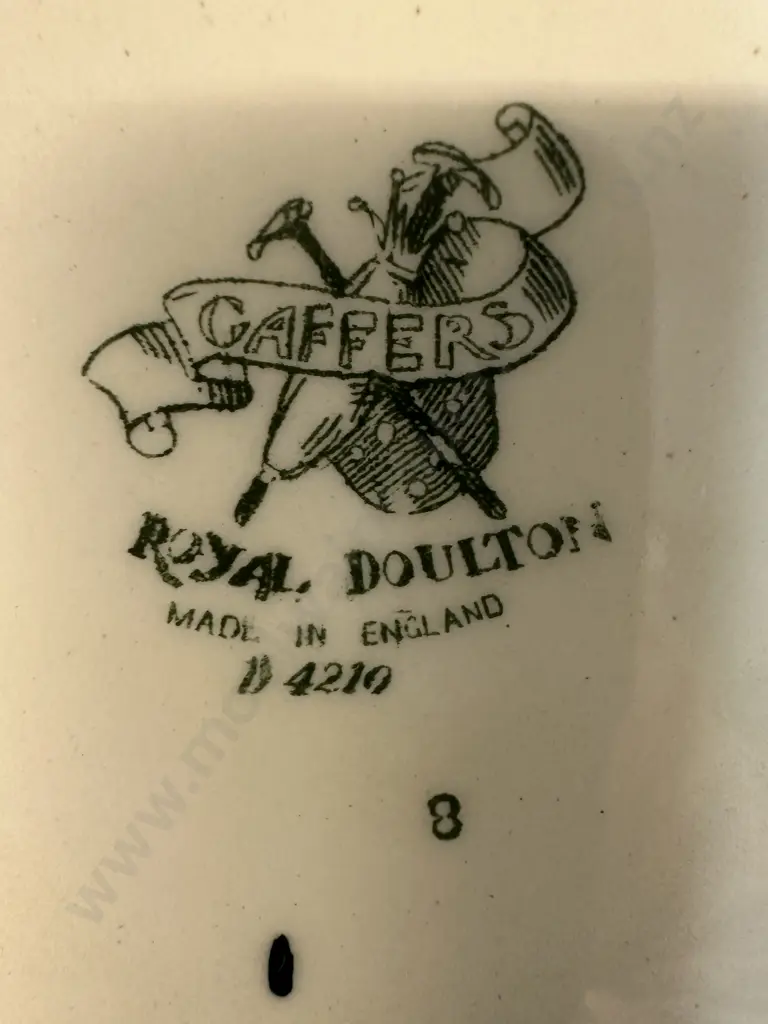 GAFFERS
ROYAL DOULTON
MADE IN ENGLAND
D 4210
8